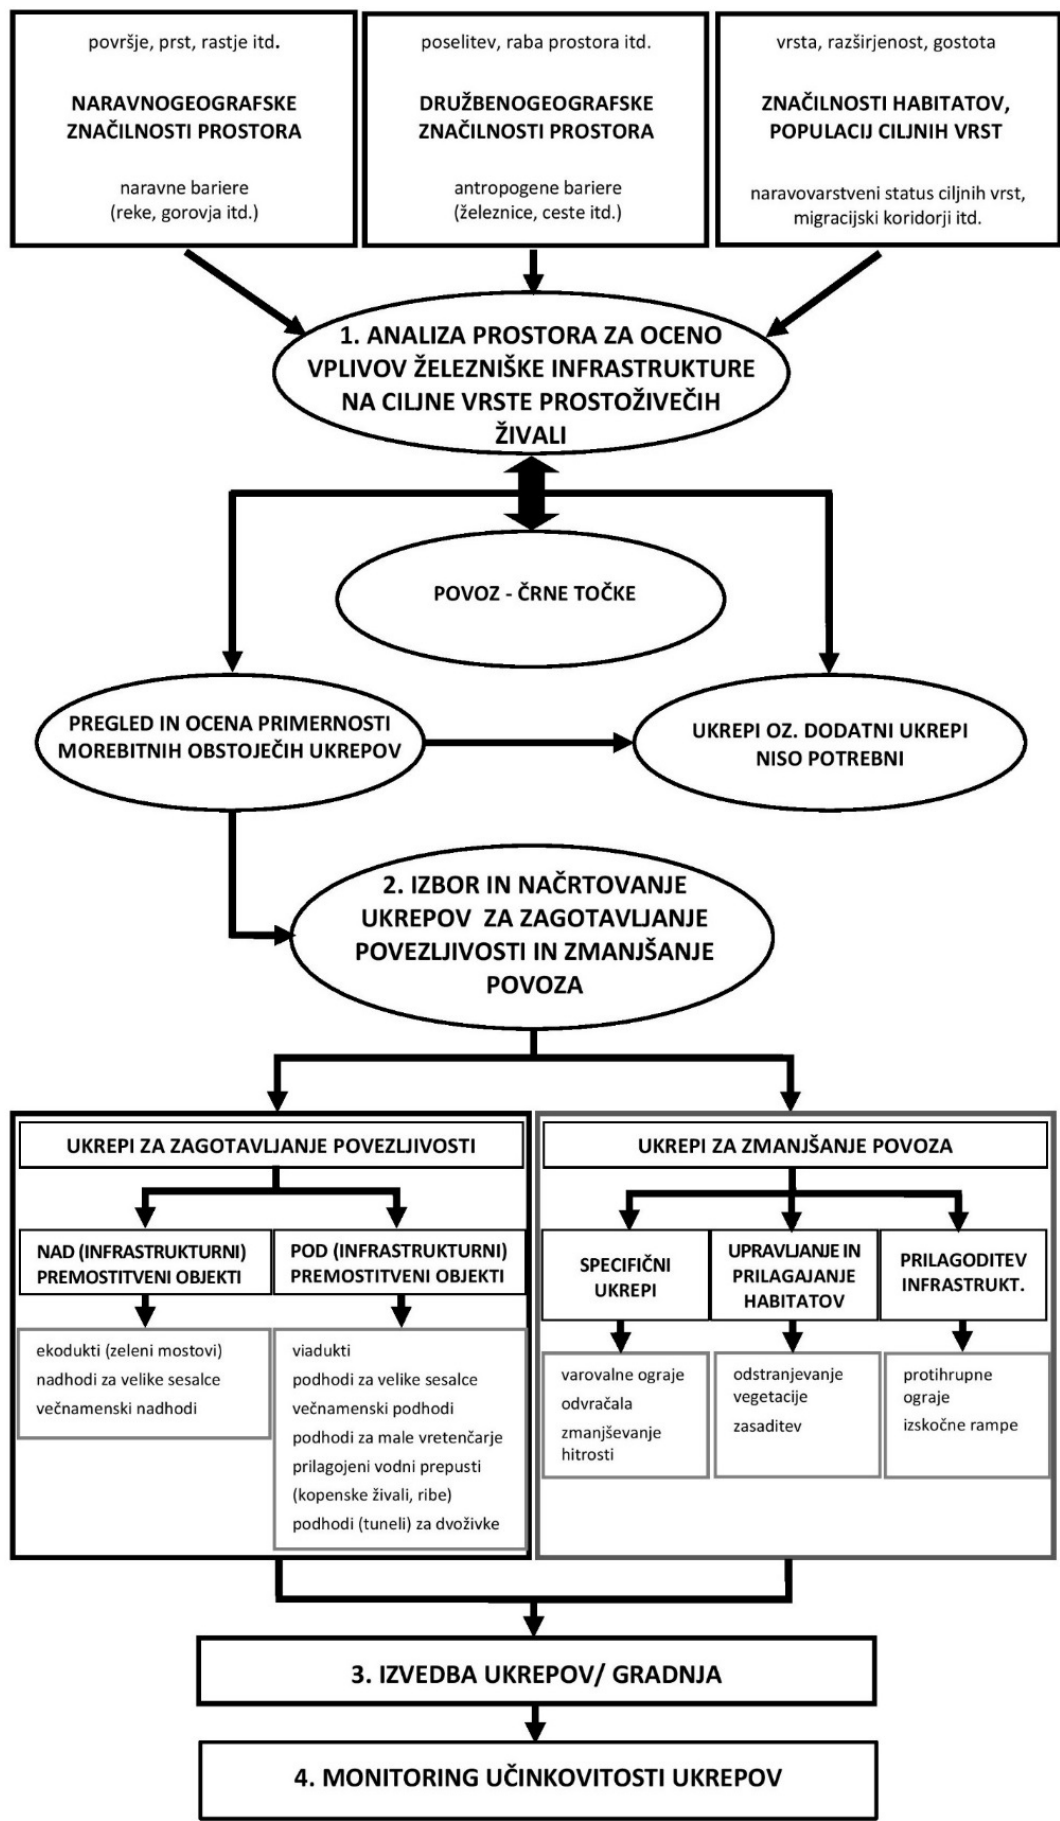 površje, prst, rastje itd.
NARAVNOGEOGRAFSKE
ZNAČILNOSTI PROSTORA
naravne bariere
(reke, gorovja itd.)
poselitev, raba prostora itd.
DRUŽBENOGEOGRAFSKE
ZNAČILNOSTI PROSTORA
antropogene bariere
(železnice, ceste itd.)
vrsta, razširjenost, gostota
ZNAČILNOSTI HABITATOV,
POPULACIJ CILJNIH VRST
naravovarstveni status ciljnih vrst,
migracijski koridorji itd.
1. ANALIZA PROSTORA ZA OCENO
VPLIVOV ŽELEZNIŠKE INFRASTRUKTURE
NA CILJNE VRSTE PROSTOŽIVEČIH
ŽIVALI
POVOZ - ČRNE TOČKE
PREGLED IN OCENA PRIMERNOSTI
MOREBITNIH OBSTOJEČIH UKREPOV
UKREPI OZ. DODATNI UKREPI
NISO POTREBNI
2. IZBOR IN NAČRTOVANJE
UKREPOV ZA ZAGOTAVLJANJE
POVEZLJIVOSTI IN ZMANJŠANJE
POVOZA
UKREPI ZA ZAGOTAVLJANJE POVEZLJIVOSTI
NAD (INFRASTRUKTURNI)
PREMOSTITVENI OBJEKTI
ekodukti (zeleni mostovi)
nadhodi za velike sesalce
večnamenski nadhodi
POD (INFRASTRUKTURNI)
PREMOSTITVENI OBJEKTI
viadukti
podhodi za velike sesalce
večnamenski podhodi
podhodi za male vretenčarje
prilagojeni vodni prepusti
(kopenske živali, ribe)
podhodi (tuneli) za dvoživke
UKREPI ZA ZMANJŠANJE POVOZA
SPECIFIČNI
UKREPI
varovalne ograje
odvračala
zmanjševanje
hitrosti
UPRAVLJANJE IN
PRILAGAJANJE
HABITATOV
odstranjevanje
vegetacije
zasaditev
PRILAGODITEV
INFRASTRUKT.
protihrupne
ograje
izskočne rampe
3. IZVEDBA UKREPOV/ GRADNJA
4. MONITORING UČINKOVITOSTI UKREPOV